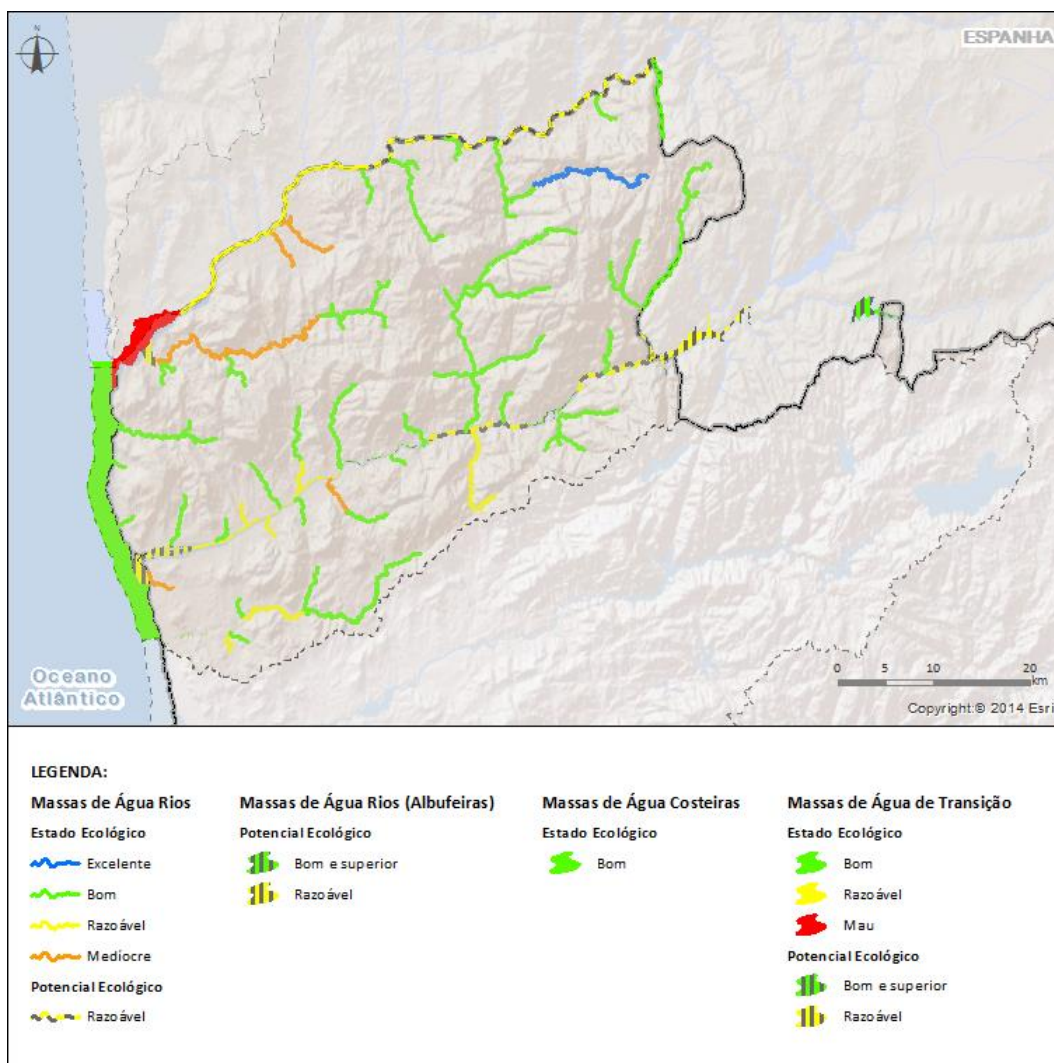 N
ESPANHA
Oceano
Atlântico
0 5 10 20
km
Copyright:© 2014 Esri
LEGENDA:
Massas de Água Rios
Estado Ecológico
Excelente
Bom
Razoável
Medíocre
Potencial Ecológico
Razoável
Massas de Água Rios (Albufeiras)
Potencial Ecológico
Bom e superior
Razoável
Massas de Água Costeiras
Estado Ecológico
Bom
Massas de Água de Transição
Estado Ecológico
Bom
Razoável
Mau
Potencial Ecológico
Bom e superior
Razoável